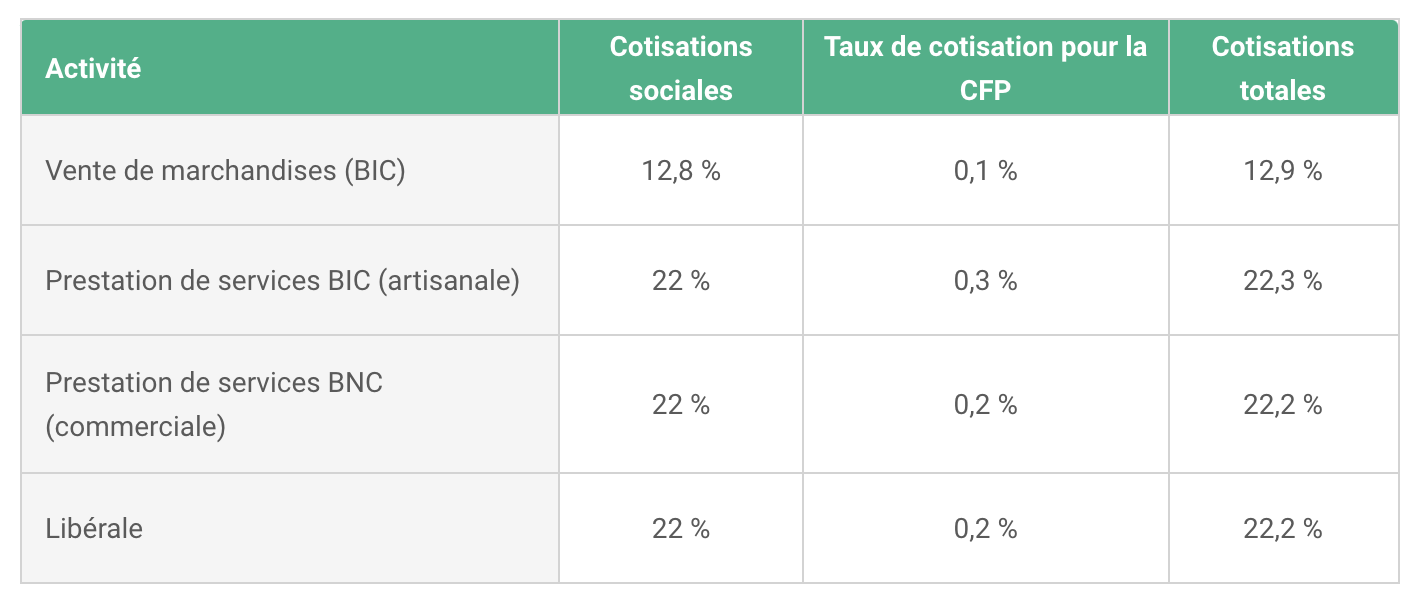 Activité
Cotisations
sociales
Taux de cotisation pour la
CFP
Cotisations
totales
Vente de marchandises (BIC)
12,8 %
0,1 %
12,9 %
Prestation de services BIC (artisanale)
22 %
0,3 %
22,3 %
Prestation de services BNC
(commerciale)
22 %
0,2 %
22,2 %
Libérale
22 %
0,2 %
22,2 %